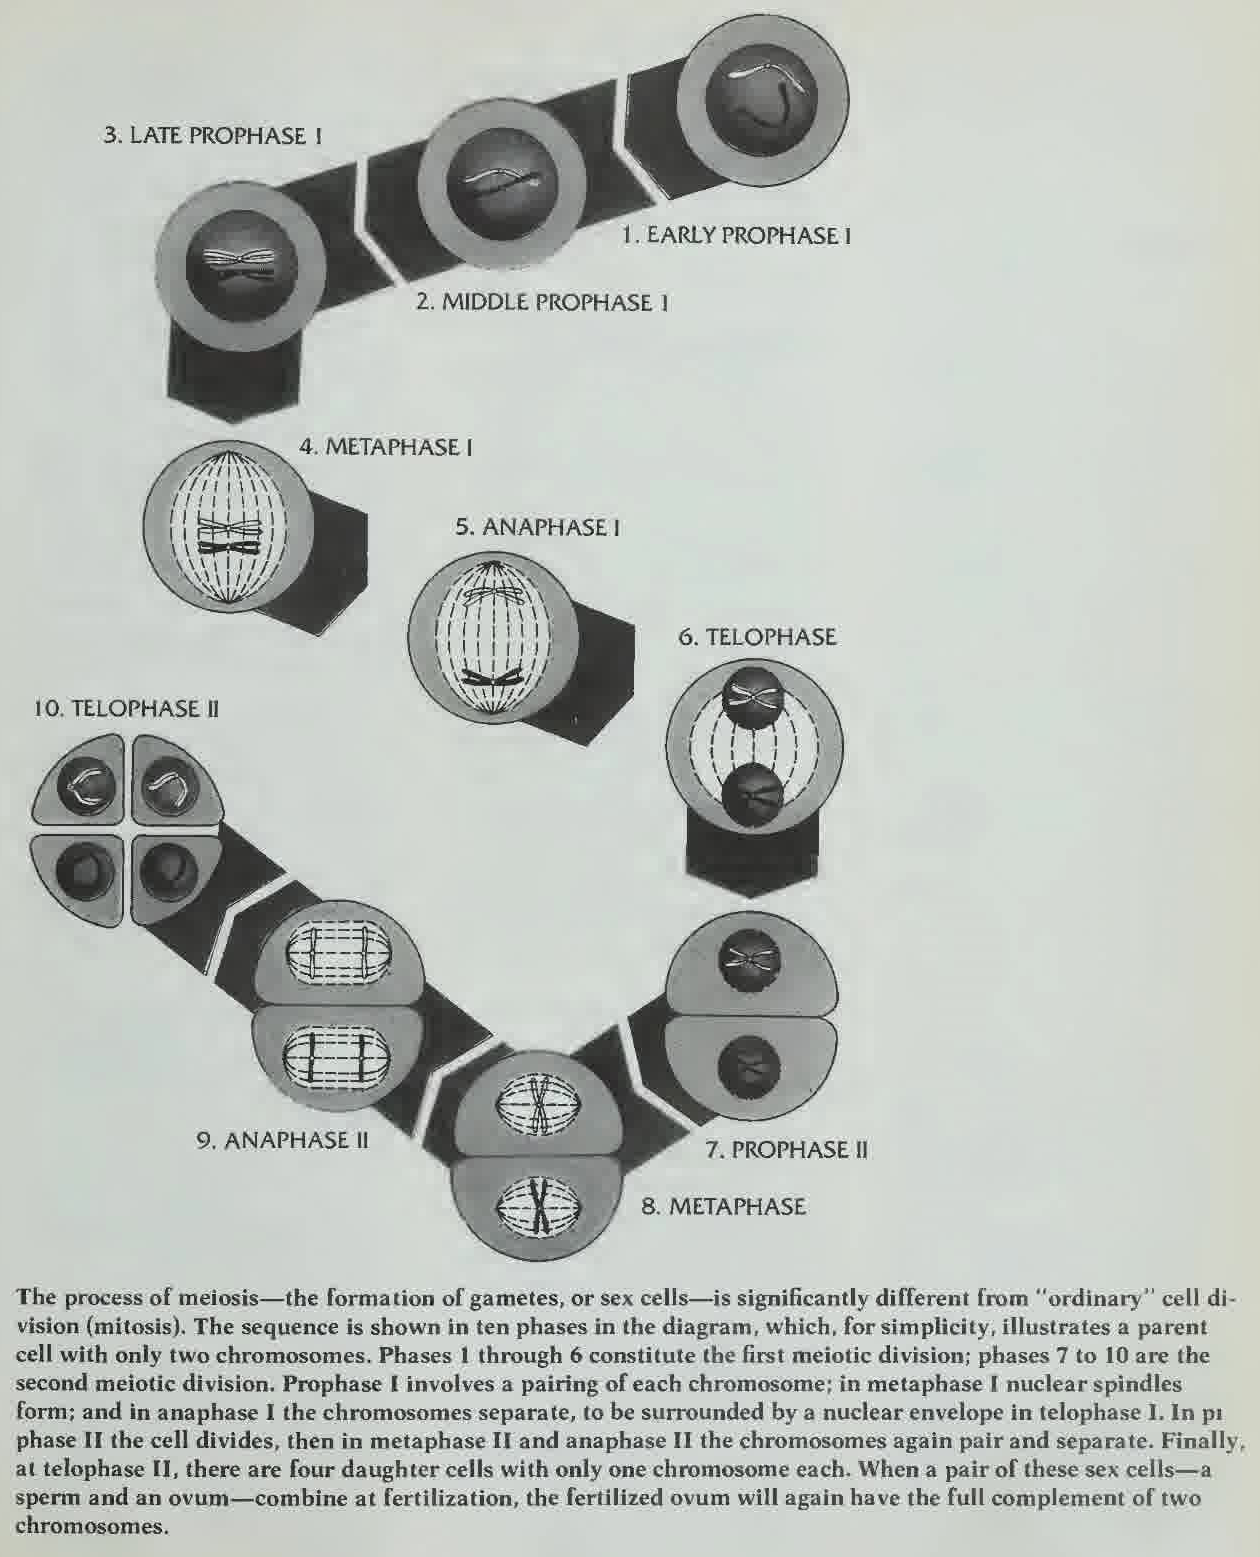 3. LATE PROPHASE I
1. EARLY PROPHASE I
2. MIDDLE PROPHASE I
4. METAPHASE I
5. ANAPHASE I
6. TELOPHASE
10. TELOPHASE II
9. ANAPHASE II
7. PROPHASE II
8. METAPHASE
The process of meiosis—the formation of gametes, or sex cells—is significantly different from "ordinary" cell di-
vision (mitosis). The sequence is shown in ten phases in the diagram, which, for simplicity, illustrates a parent
cell with only two chromosomes. Phases 1 through 6 constitute the first meiotic division; phases 7 to 10 are the
second meiotic division. Prophase I involves a pairing of each chromosome; in metaphase I nuclear spindles
form; and in anaphase I the chromosomes separate, to be surrounded by a nuclear envelope in telophase I. In
phase II the cell divides, then in metaphase II and anaphase II the chromosomes again pair and separate. Finally,
at telophase II, there are four daughter cells with only one chromosome each. When a pair of these sex cells—a
sperm and an ovum—combine at fertilization, the fertilized ovum will again have the full complement of two
chromosomes.